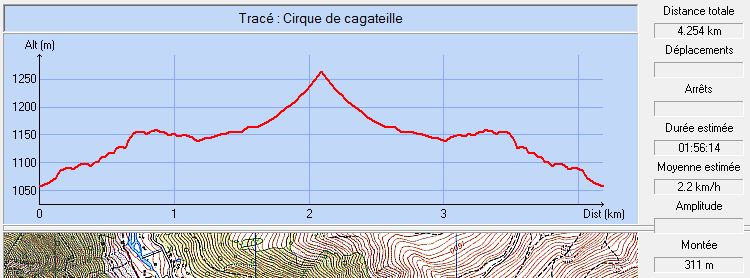 Tracé : Cirque de cagateille
Alt (m)
1250
1200
1150
1100
1050
0
1
2
3
Dist (km)
Distance totale
4.254 km
Déplacements
Arrêts
Durée estimée
01:56:14
Moyenne estimée
2.2 km/h
Amplitude
Montée
311 m